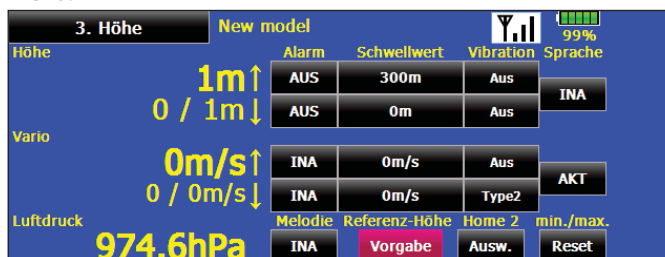 3. Höhe New model 99%
Höhe Alarm Schwellwert Vibration Sprache
1m↑ AUS 300m Aus INA
0 / 1m↓ AUS 0m Aus
Vario
0m/s↑ INA 0m/s Aus AKT
0 / 0m/s↓ INA 0m/s Type2
Luftdruck Melodie Referenz-Höhe Home 2 min./max.
974.6hPa INA Vorgabe Ausw. Reset